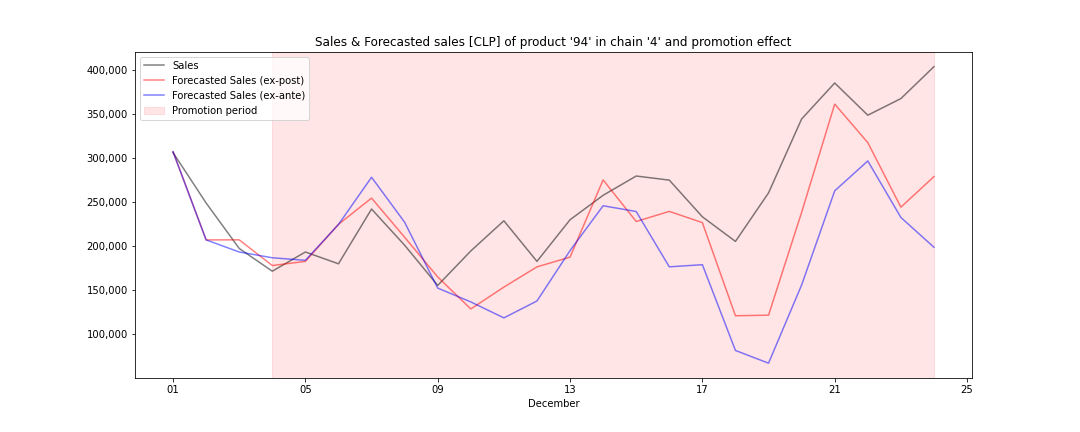 Sales & Forecasted sales [CLP] of product '94' in chain '4' and promotion effect
Sales
Forecasted Sales (ex-post)
Forecasted Sales (ex-ante)
Promotion period
400,000
350,000
300,000
250,000
200,000
150,000
100,000
01 05 09 13 17 21 25
December